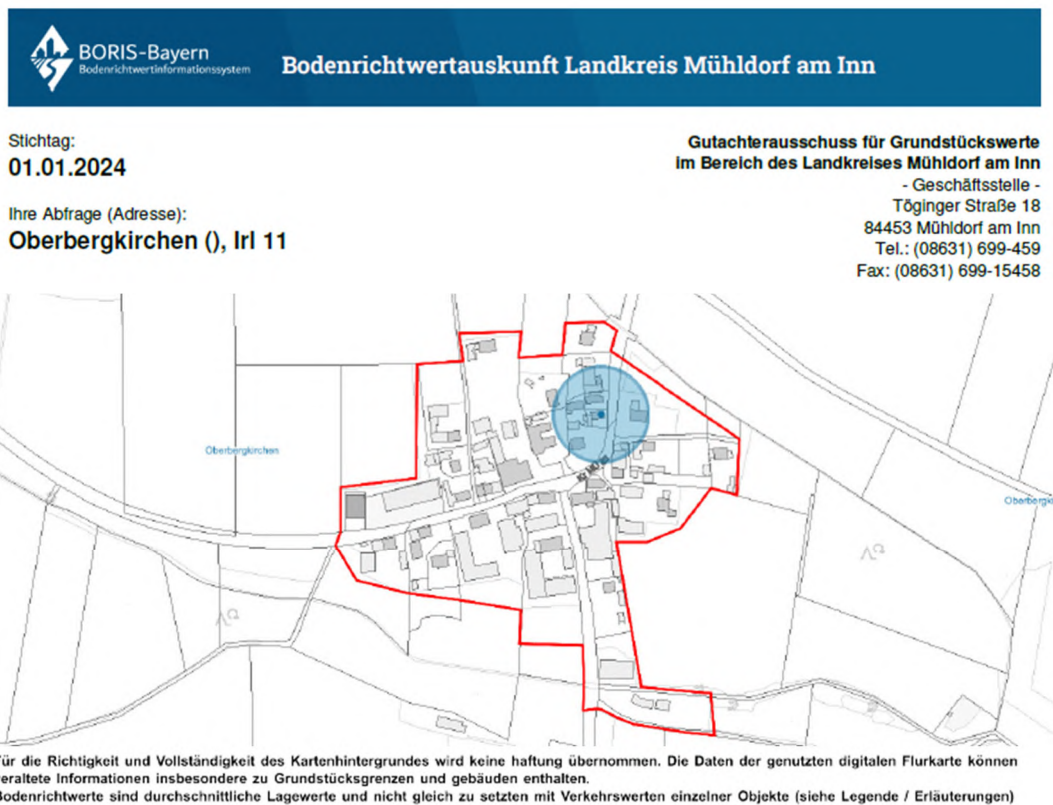 BORIS-Bayern
Bodenrichtwertinformationssystem
Bodenrichtwertauskunft Landkreis Mühldorf am Inn
Stichtag:
01.01.2024
Ihre Abfrage (Adresse):
Oberbergkirchen (), Irl 11
Gutachterausschuss für Grundstückswerte
im Bereich des Landkreises Mühldorf am Inn
- Geschäftsstelle -
Töginger Straße 18
84453 Mühldorf am Inn
Tel.: (08631) 699-459
Fax: (08631) 699-15458
Oberbergkirchen
Oberbergk
ür die Richtigkeit und Vollständigkeit des Kartenhintergrundes wird keine haftung übernommen. Die Daten der genutzten digitalen Flurkarte können
eraltete Informationen insbesondere zu Grundstücksgrenzen und gebäuden enthalten.
Bodenrichtwerte sind durchschnittliche Lagewerte und nicht gleich zu setzten mit Verkehrswerten einzelner Objekte (siehe Legende / Erläuterungen)